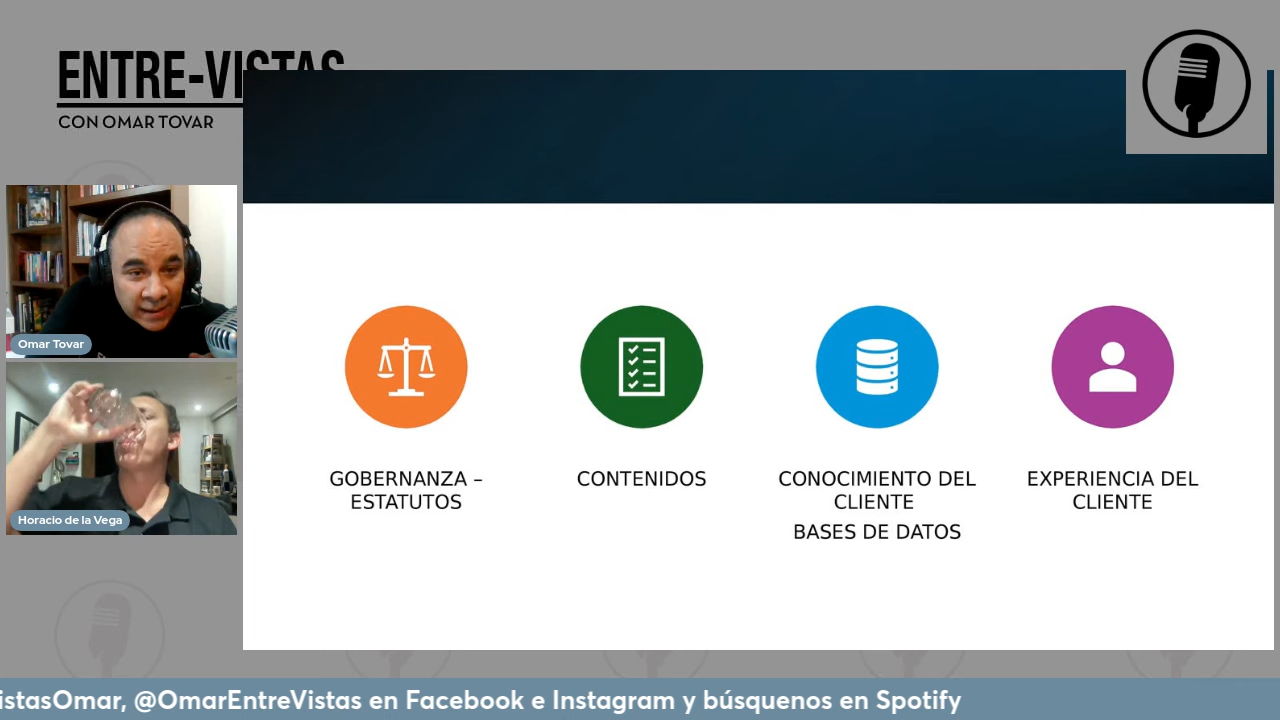 ENTRE-VISTAS
CON OMAR TOVAR
Omar Tovar
Horacio de la Vega
GOBERNANZA –
ESTATUTOS
CONTENIDOS
CONOCIMIENTO DEL
CLIENTE
BASES DE DATOS
EXPERIENCIA DEL
CLIENTE
istasOmar, @OmarEntreVistas en Facebook e Instagram y búsquenos en Spotify